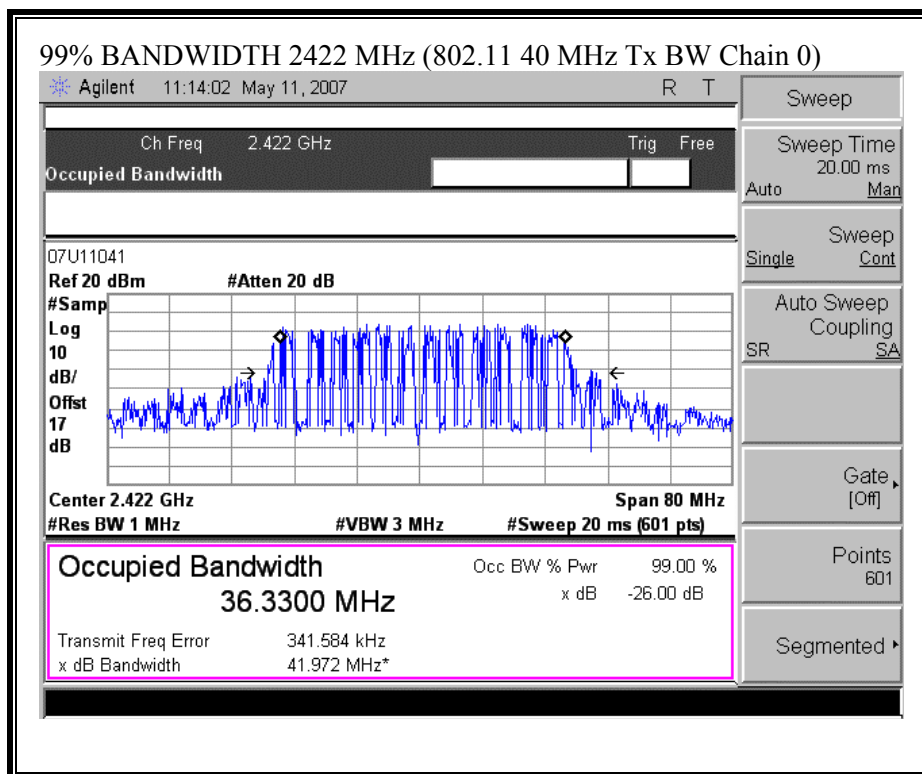 99% BANDWIDTH 2422 MHz (802.11 40 MHz Tx BW Chain 0)
Agilent 11:14:02 May 11, 2007 R T
Ch Freq 2.422 GHz Trig Free
Occupied Bandwidth
07U11041
Ref 20 dBm #Atten 20 dB
#Samp
Log
10
dB/
Offst
17
dB
Center 2.422 GHz Span 80 MHz
#Res BW 1 MHz #VBW 3 MHz #Sweep 20 ms (601 pts)
Occupied Bandwidth Occ BW % Pwr 99.00 %
36.3300 MHz x dB -26.00 dB
Transmit Freq Error 341.584 kHz
x dB Bandwidth 41.972 MHz*
Sweep
Sweep Time
20.00 ms
Auto Man
Sweep
Single Cont
Auto Sweep
Coupling
SR SA
Gate
[Off]
Points
601
Segmented